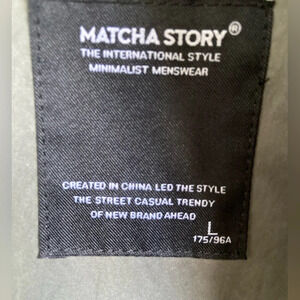 MATCHA STORY®
THE INTERNATIONAL STYLE
MINIMALIST MENSWEAR
CREATED IN CHINA LED THE STYLE
THE STREET CASUAL TRENDY
OF NEW BRAND AHEAD
L
175/96A